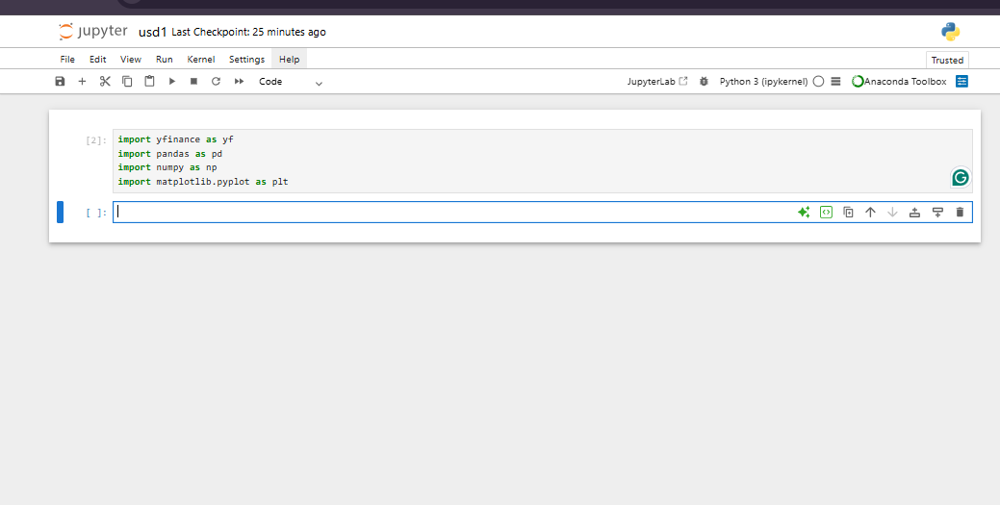 jupyter usd1 Last Checkpoint: 25 minutes ago
File Edit View Run Kernel Settings Help Trusted
Code JupyterLab Python 3 (ipykernel) Anaconda Toolbox
[2]: import yfinance as yf
import pandas as pd
import numpy as np
import matplotlib.pyplot as plt
[ ]: